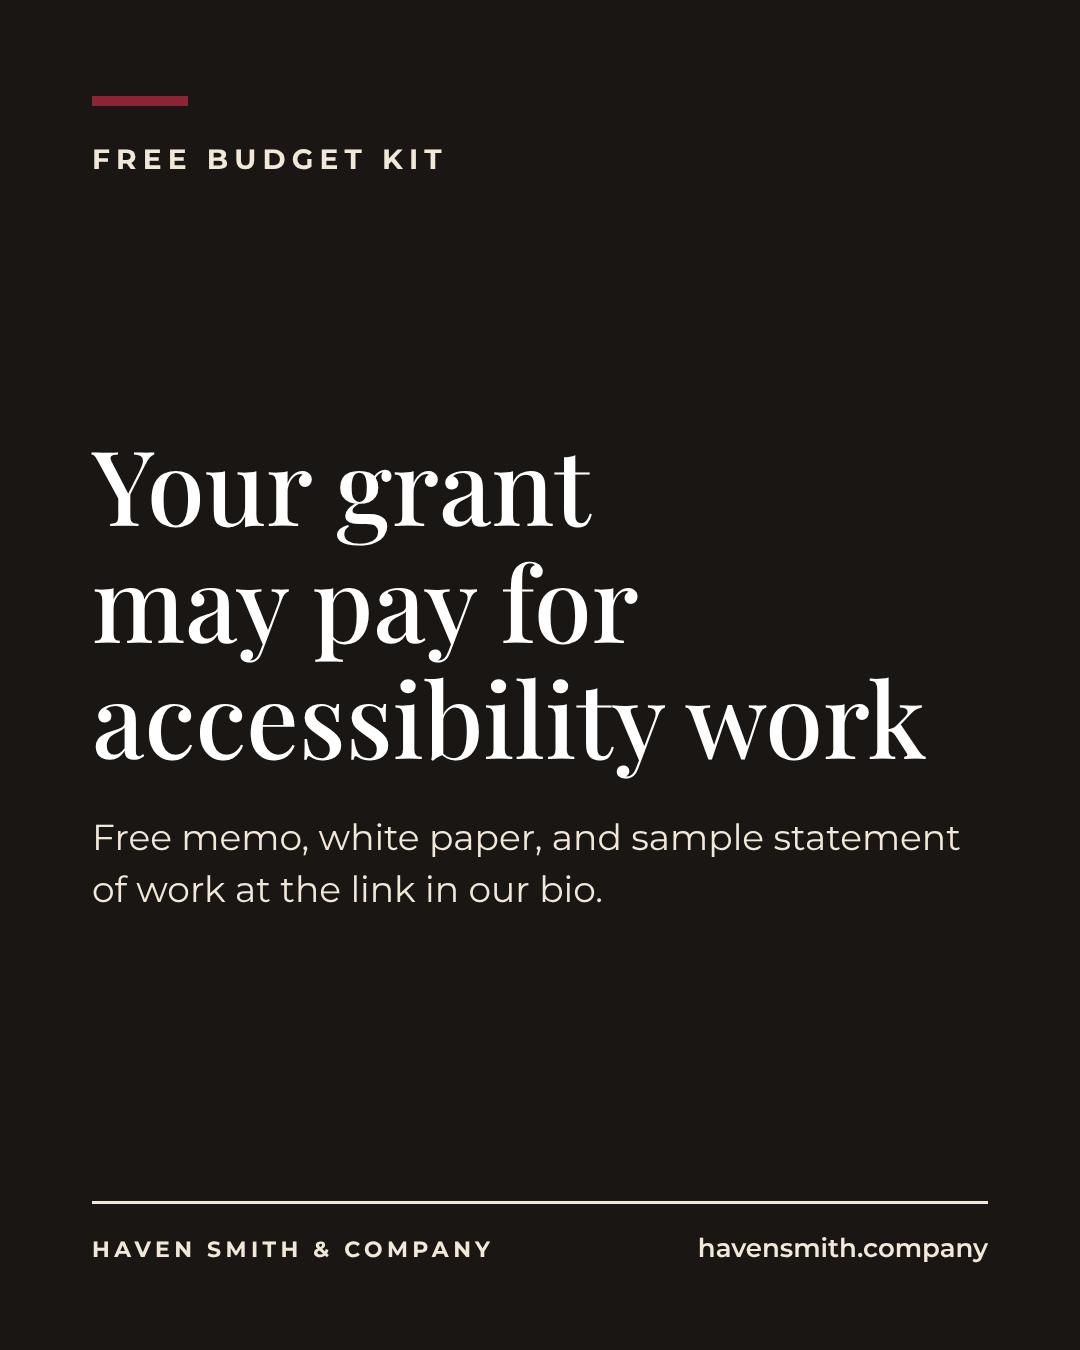 FREE BUDGET KIT
Your grant
may pay for
accessibility work
Free memo, white paper, and sample statement
of work at the link in our bio.
HAVEN SMITH & COMPANY
havensmith.company